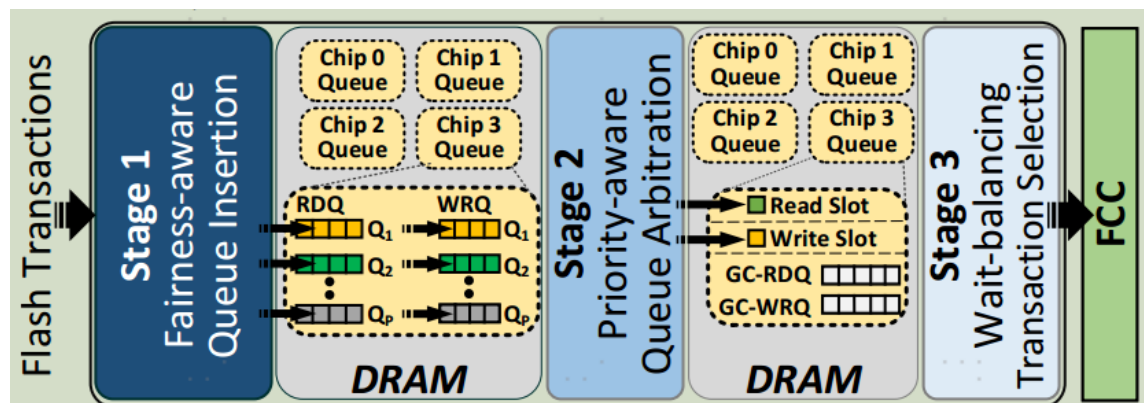 Flash Transactions
Stage 1
Fairness-aware
Queue Insertion
Chip 0
Queue
Chip 1
Queue
Chip 2
Queue
Chip 3
Queue
RDQ
WRQ
Q1
Q1
Q2
Q2
QP
QP
DRAM
Stage 2
Priority-aware
Queue Arbitration
Chip 0
Queue
Chip 1
Queue
Chip 2
Queue
Chip 3
Queue
Read Slot
Write Slot
GC-RDQ
GC-WRQ
DRAM
Stage 3
Wait-balancing
Transaction Selection
FCC